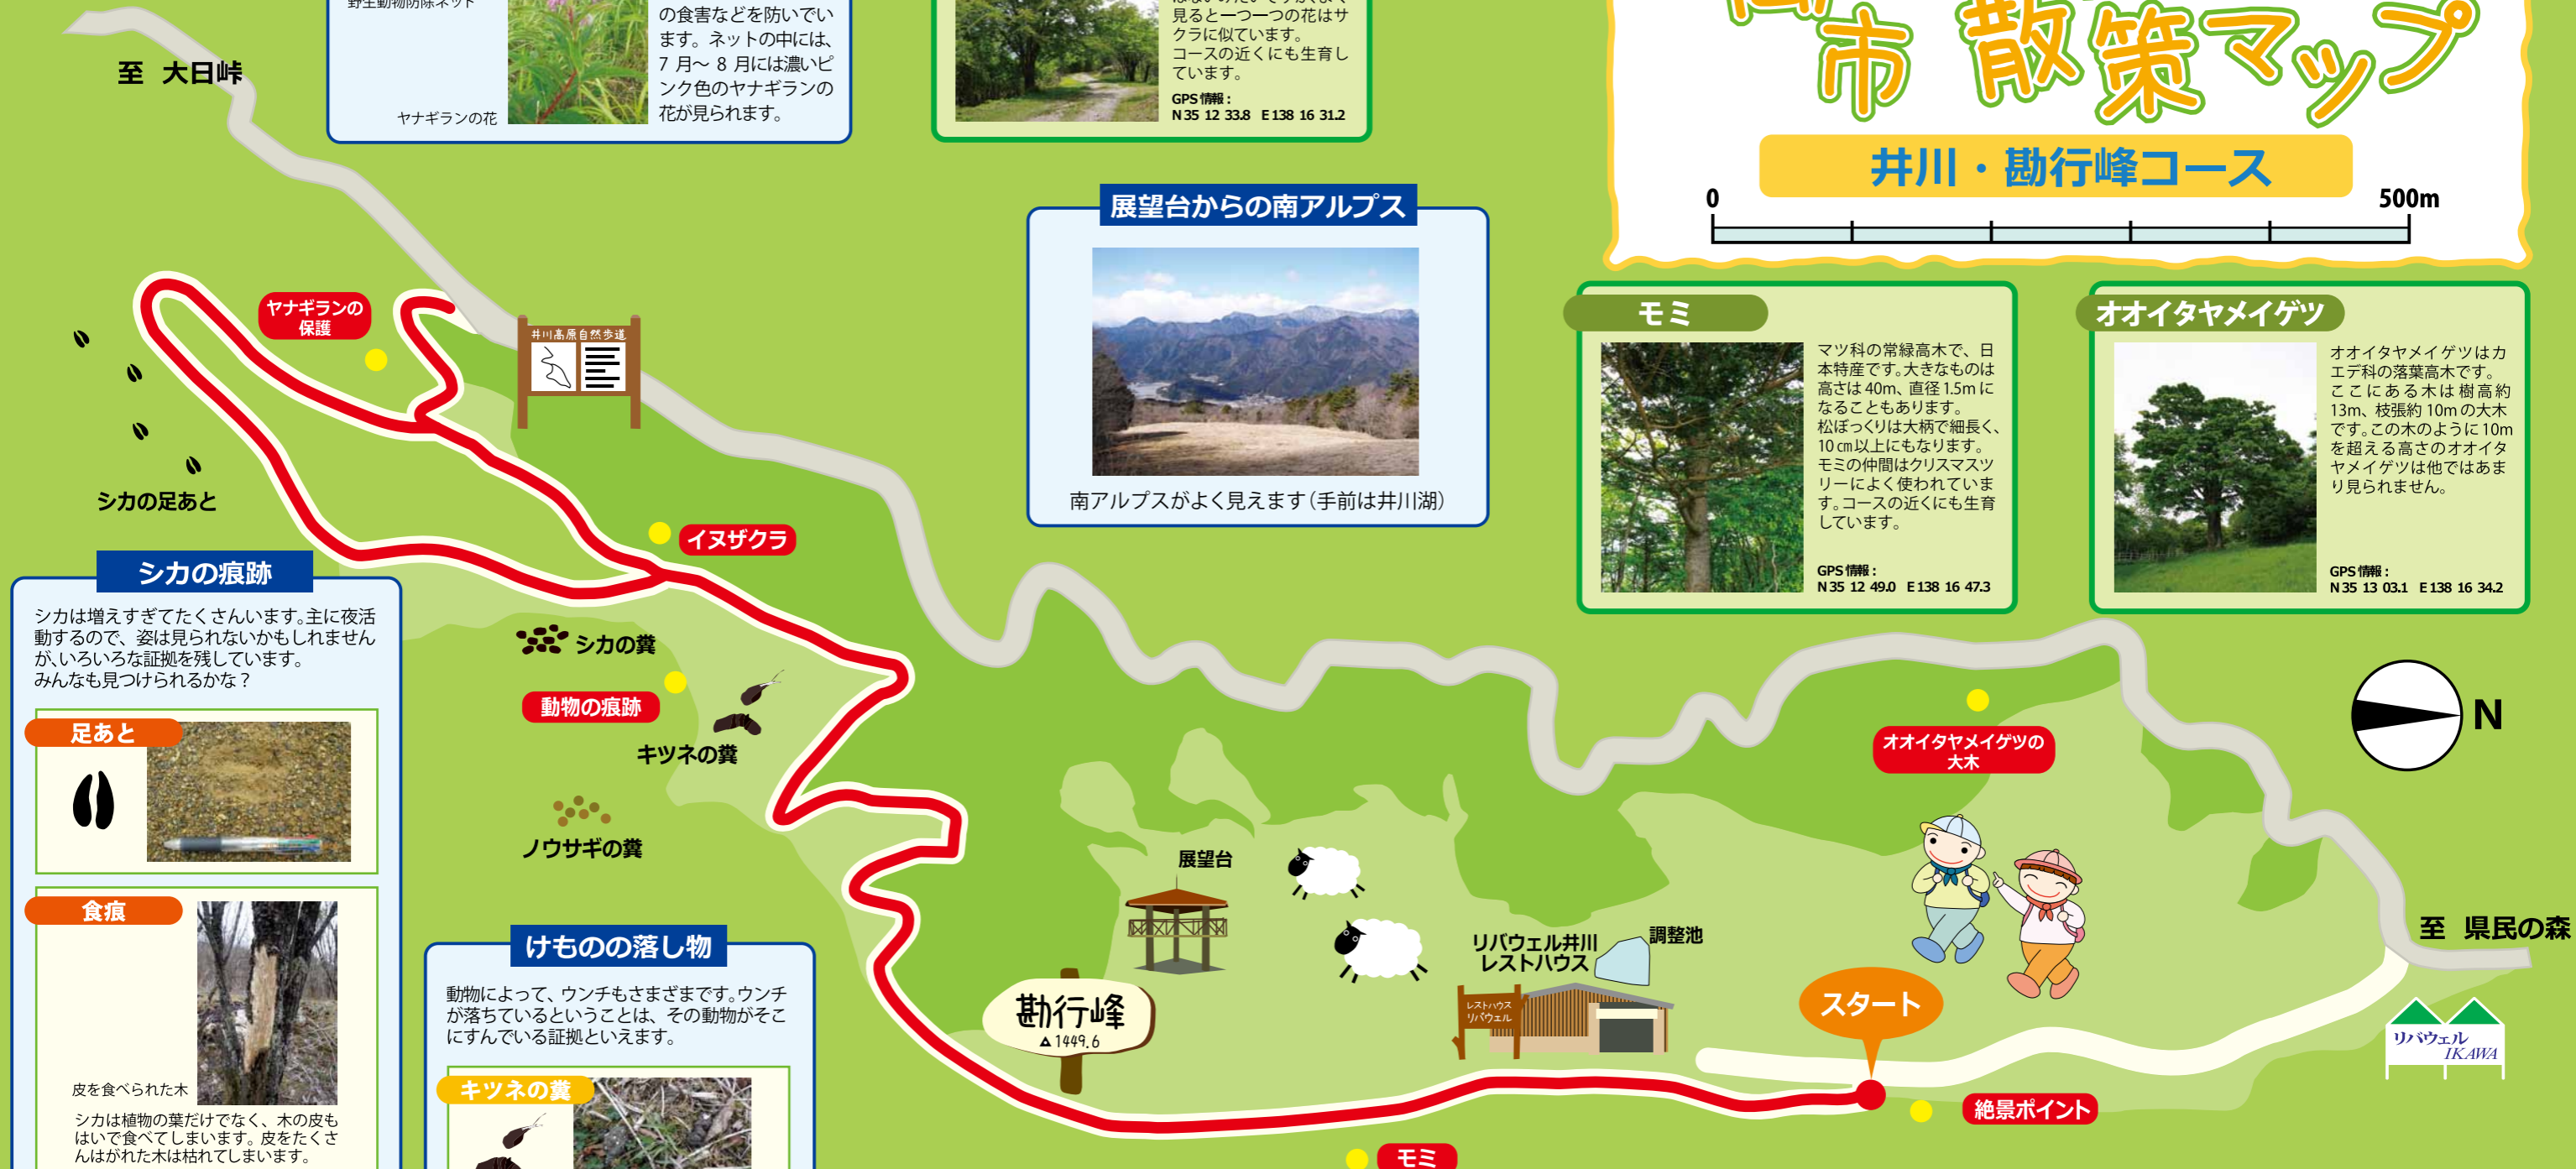 野生動物防除ネット
の食害などを防いでい
ます。ネットの中には、
7 月～ 8 月には濃いピ
ンク色のヤナギランの
花が見られます。
ヤナギランの花
見ると一つ一つの花はサ
クラに似ています。
コースの近くにも生育し
ています。
GPS情報：
N35 12 33.8 E138 16 31.2
市 散策マップ
井川・勘行峰コース
0
500m
至 大日峠
展望台からの南アルプス
南アルプスがよく見えます（手前は井川湖）
モミ
マツ科の常緑高木で、日
本特産です。大きなものは
高さは 40m、直径 1.5m に
なることもあります。
松ぼっくりは大柄で細長く、
10 ㎝以上にもなります。
モミの仲間はクリスマスツ
リーによく使われていま
す。コースの近くにも生育
しています。
GPS情報：
N35 12 49.0 E138 16 47.3
オオイタヤメイゲツ
オオイタヤメイゲツはカ
エデ科の落葉高木です。
ここにある木は樹高約
13m、枝張約 10m の大木
です。この木のように 10m
を超える高さのオオイタ
ヤメイゲツは他ではあま
り見られません。
GPS情報：
N35 13 03.1 E138 16 34.2
ヤナギランの
保護
井川高原自然歩道
シカの足あと
イヌザクラ
シカの痕跡
シカは増えすぎてたくさんいます。主に夜活
動するので、姿は見られないかもしれません
が、いろいろな証拠を残しています。
みんなも見つけられるかな？
足あと
食痕
皮を食べられた木
シカは植物の葉だけでなく、木の皮も
はいで食べてしまいます。皮をたくさ
んはがれた木は枯れてしまいます。
シカの糞
動物の痕跡
キツネの糞
ノウサギの糞
けものの落し物
動物によって、ウンチもさまざまです。ウンチ
が落ちているということは、その動物がそこ
にすんでいる証拠といえます。
キツネの糞
展望台
勘行峰
1449.6
リバウェル井川
レストハウス
調整池
レストハウス
リバウェル
オオイタヤメイゲツの
大木
N
スタート
至 県民の森
リバウェル
IKAWA
絶景ポイント
モミ